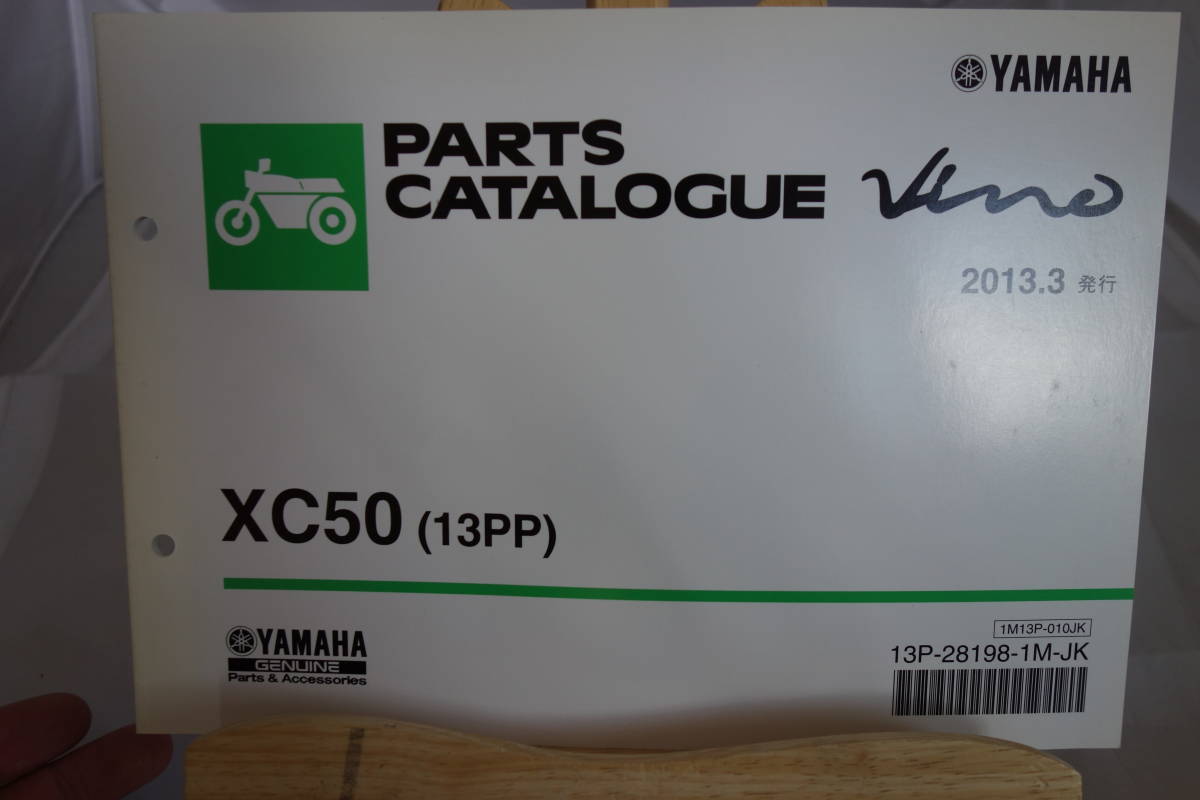 YAMAHA
PARTS
CATALOGUE
Vino
2013.3 発行
XC50 (13PP)
YAMAHA
GENUINE
Parts & Accessories
1M13P-010JK
13P-28198-1M-JK